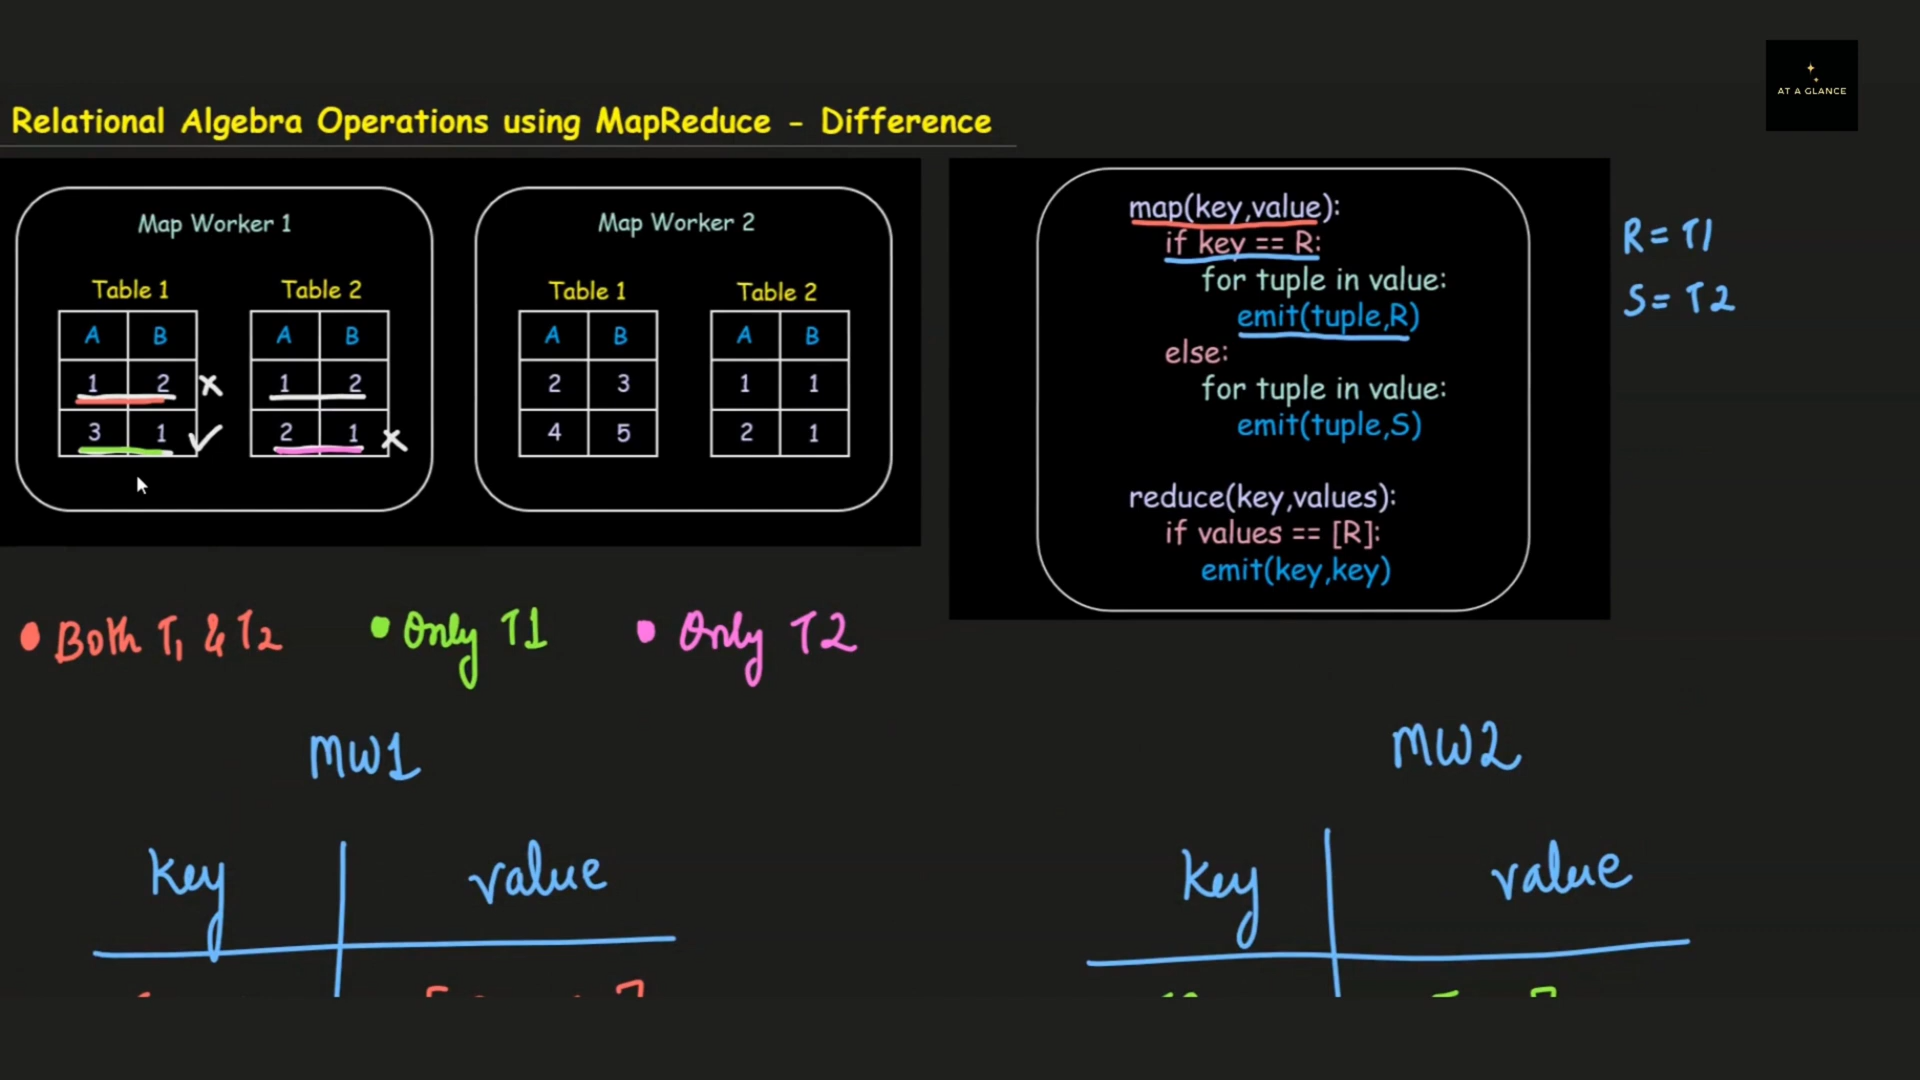 AT A GLANCE
Relational Algebra Operations using MapReduce - Difference
Map Worker 1
Table 1
A B
1 2 x
3 1 ✓
Table 2
A B
1 2
2 1 x
Map Worker 2
Table 1
A B
2 3
4 5
Table 2
A B
1 1
2 1
map(key,value):
if key == R:
for tuple in value:
emit(tuple,R)
else:
for tuple in value:
emit(tuple,S)
reduce(key,values):
if values == [R]:
emit(key,key)
R = T1
S = T2
• Both T1 & T2
• Only T1
• Only T2
MW1
key value
MW2
key value